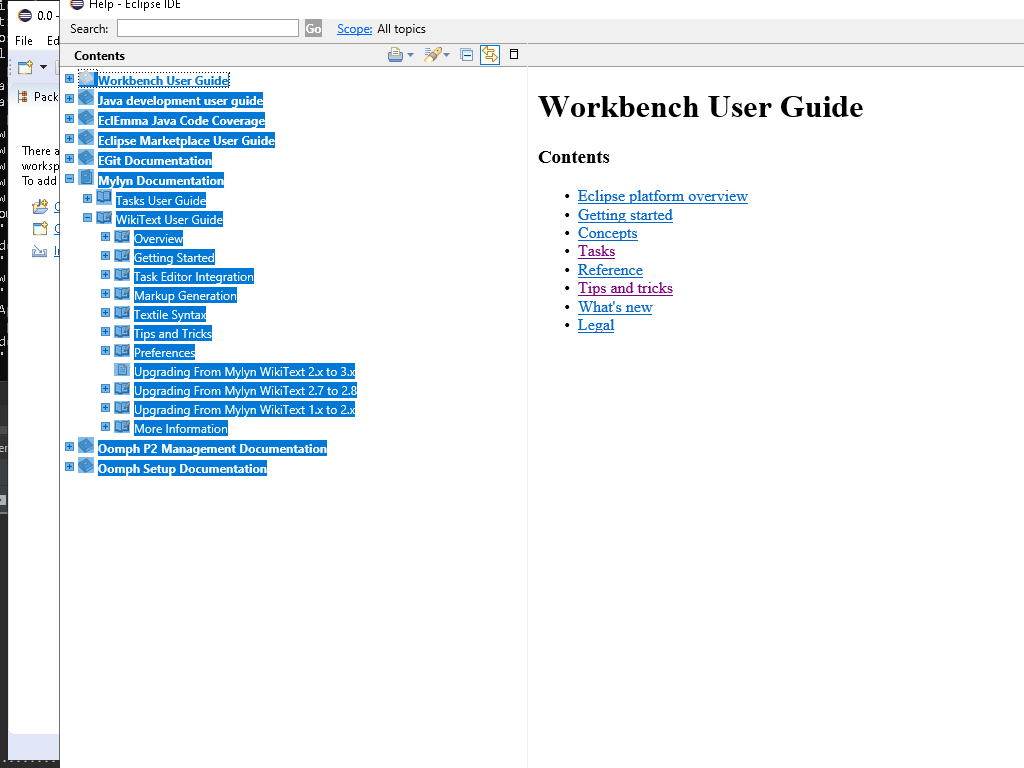 Help - Eclipse IDE
0.0 -
Search: Go Scope: All topics
File Ed
Contents
Pack
Workbench User Guide
Java development user guide
EclEmma Java Code Coverage
Eclipse Marketplace User Guide
EGit Documentation
Mylyn Documentation
Tasks User Guide
WikiText User Guide
Overview
Getting Started
Task Editor Integration
Markup Generation
Textile Syntax
Tips and Tricks
Preferences
Upgrading From Mylyn WikiText 2.x to 3.x
Upgrading From Mylyn WikiText 2.7 to 2.8
Upgrading From Mylyn WikiText 1.x to 2.x
More Information
Oomph P2 Management Documentation
Oomph Setup Documentation
There a
worksp
To add
Workbench User Guide
Contents
• Eclipse platform overview
• Getting started
• Concepts
• Tasks
• Reference
• Tips and tricks
• What's new
• Legal